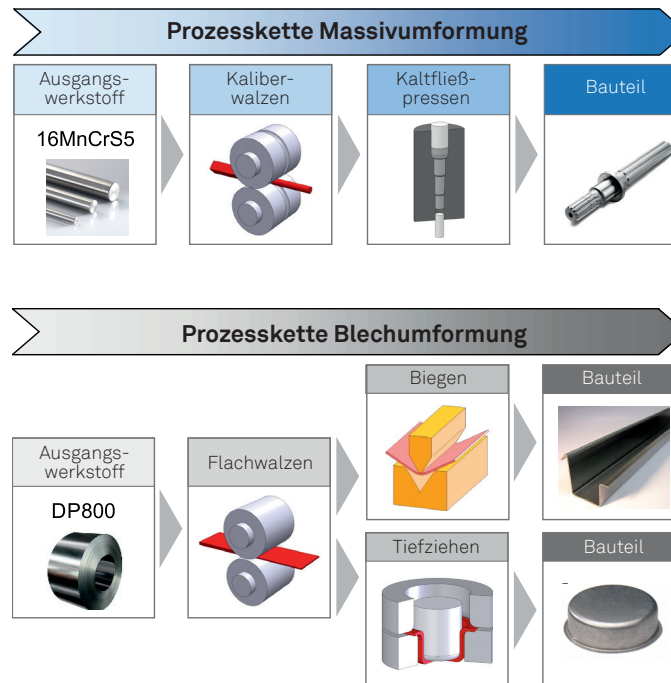 Prozesskette Massivumformung
Ausgangs-
werkstoff
16MnCrS5
Kaliber-
walzen
Kaltfließ-
pressen
Bauteil
Prozesskette Blechumformung
Ausgangs-
werkstoff
DP800
Flachwalzen
Biegen
Bauteil
Tiefziehen
Bauteil